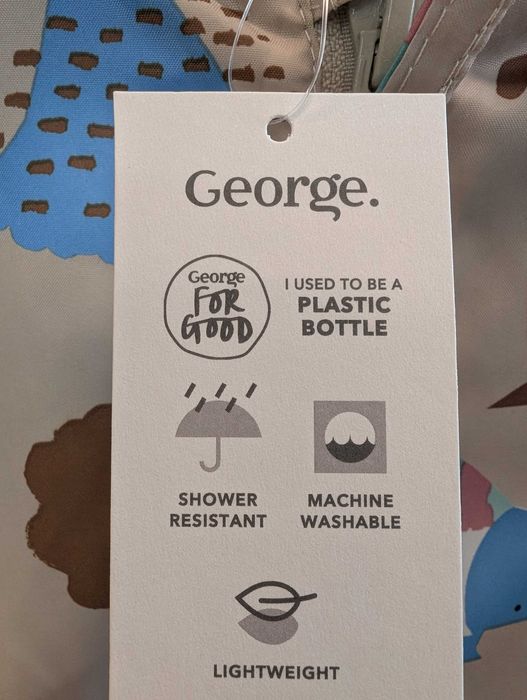 George.
George
FOR
GOOD
I USED TO BE A
PLASTIC
BOTTLE
SHOWER
RESISTANT
MACHINE
WASHABLE
LIGHTWEIGHT